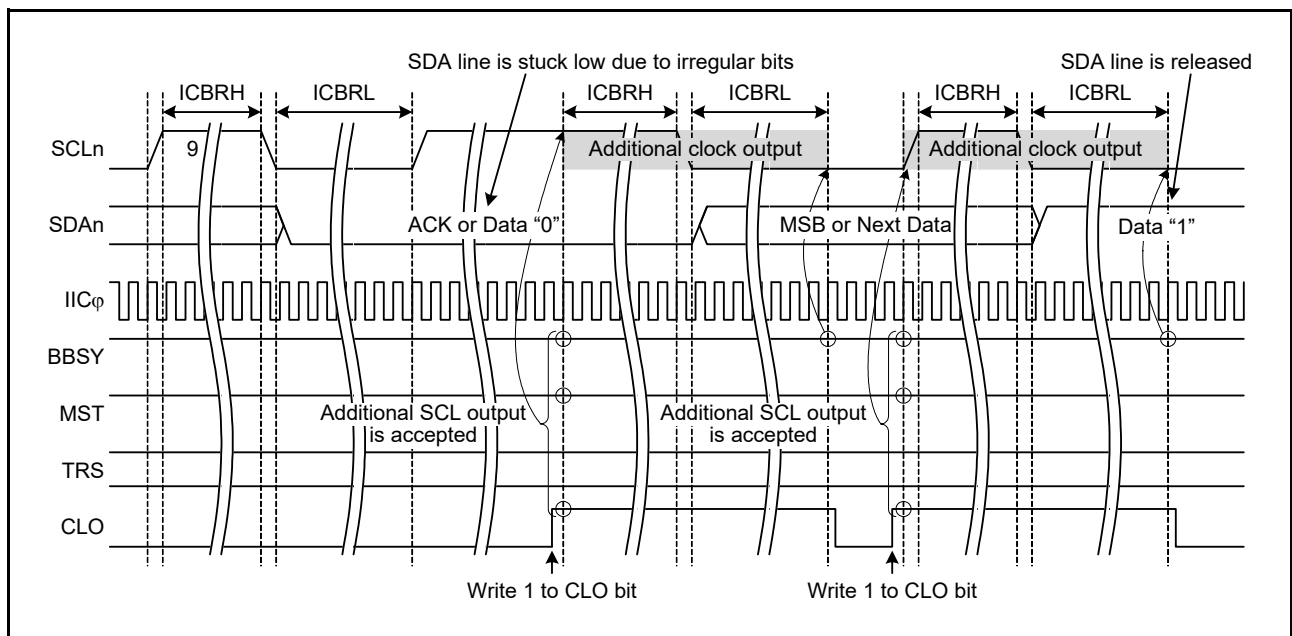 SDA line is stuck low due to irregular bits
SDA line is released
ICBRH
ICBRL
ICBRH
ICBRL
ICBRH
ICBRL
SCLn
9
Additional clock output
Additional clock output
SDAn
ACK or Data “0”
MSB or Next Data
Data “1”
IICφ
BBSY
MST
Additional SCL output
is accepted
Additional SCL output
is accepted
TRS
CLO
Write 1 to CLO bit
Write 1 to CLO bit